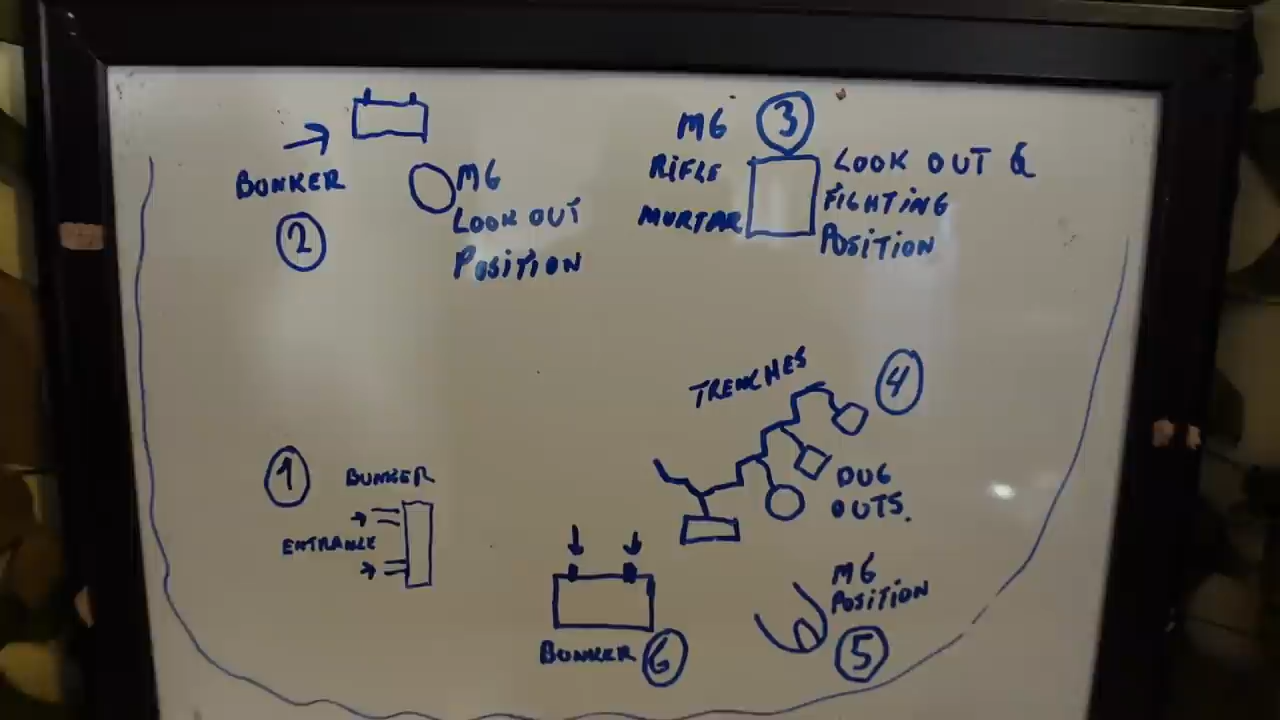 BUNKER
2
MG
LOOK OUT
POSITION
MG
RIFLE
MORTAR
3
LOOK OUT &
FIGHTING
POSITION
TRENCHES
4
DUG
OUTS.
1
BUNKER
ENTRANCE
BUNKER 6
MG
POSITION
5